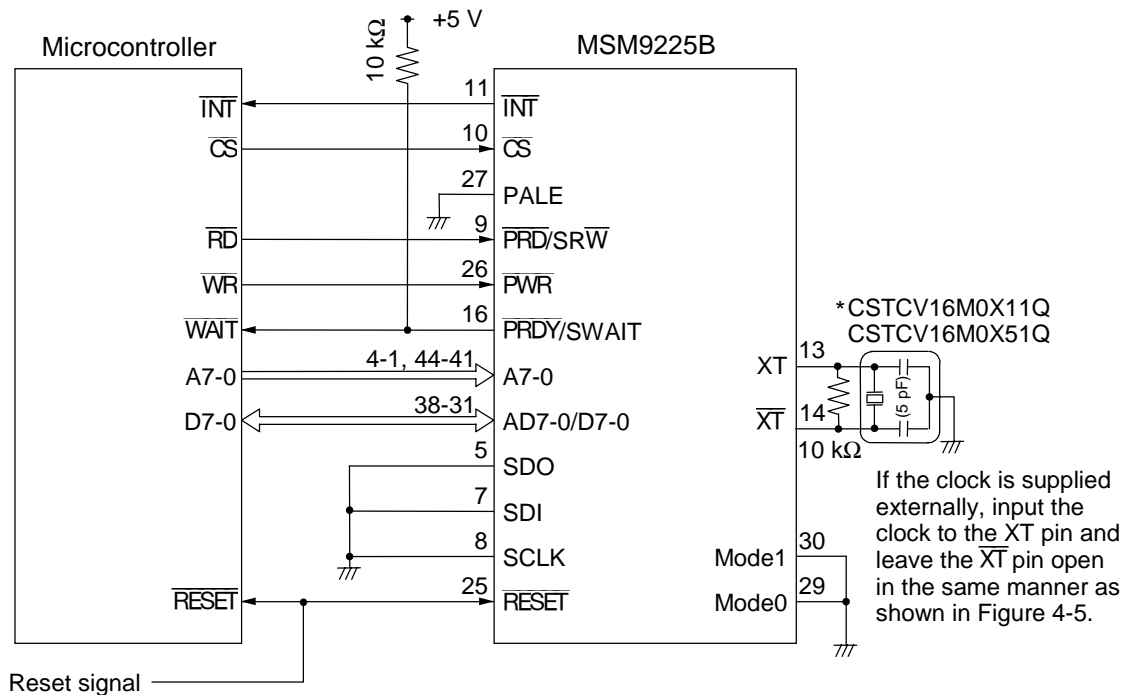 +5 V
10 kΩ
Microcontroller
MSM9225B
INT
11
INT
CS
10
CS
27
PALE
RD
9
PRD/SRW
WR
26
PWR
WAIT
16
PRDY/SWAIT
A7-0
4-1, 44-41
A7-0
D7-0
38-31
AD7-0/D7-0
5
SDO
7
SDI
8
SCLK
RESET
25
RESET
*CSTCV16M0X11Q
CSTCV16M0X51Q
XT
13
(5 pF)
XT
14
10 kΩ
If the clock is supplied
externally, input the
clock to the XT pin and
leave the XT pin open
in the same manner as
shown in Figure 4-5.
Mode1
30
Mode0
29
Reset signal